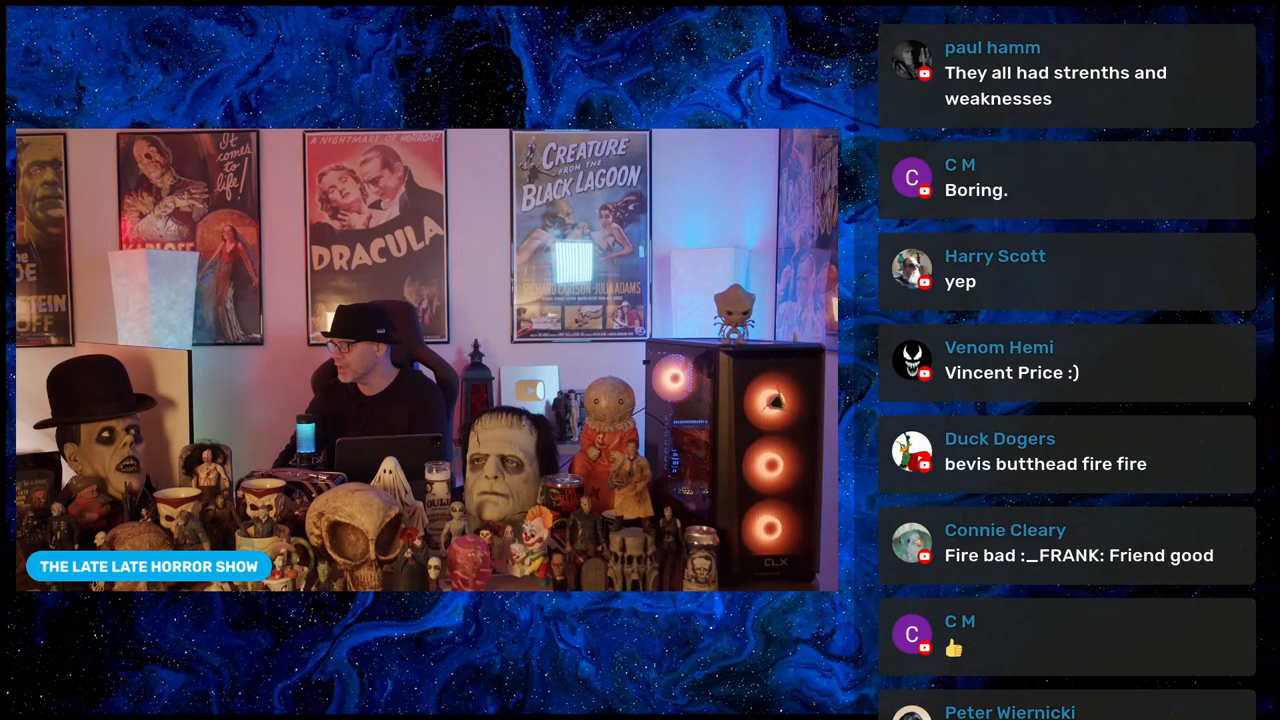 It
comes
to
life!
A NIGHTMARE OF HORROR!
DRACULA
CREATURE
FROM THE
BLACK LAGOON
RICHARD CARLSON · JULIA ADAMS
CLX
THE LATE LATE HORROR SHOW
paul hamm
They all had strenths and
weaknesses
C
C M
Boring.
Harry Scott
yep
Venom Hemi
Vincent Price :)
Duck Dogers
bevis butthead fire fire
Connie Cleary
Fire bad :_FRANK: Friend good
C
C M
👍
Peter Wiernicki